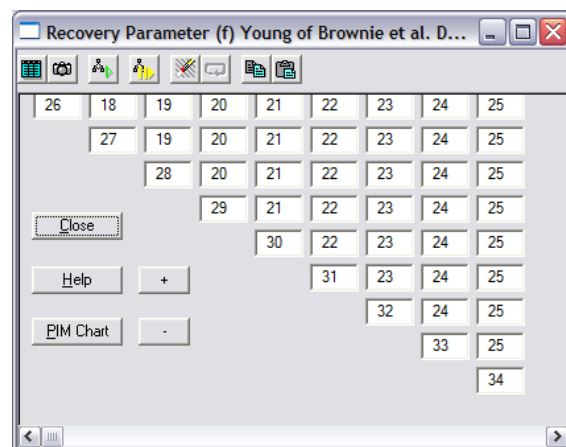 Recovery Parameter (f) Young of Brownie et al. D...
26 18 19 20 21 22 23 24 25
27 19 20 21 22 23 24 25
28 20 21 22 23 24 25
29 21 22 23 24 25
Close
30 22 23 24 25
Help + 31 23 24 25
32 24 25
PIM Chart - 33 25
34